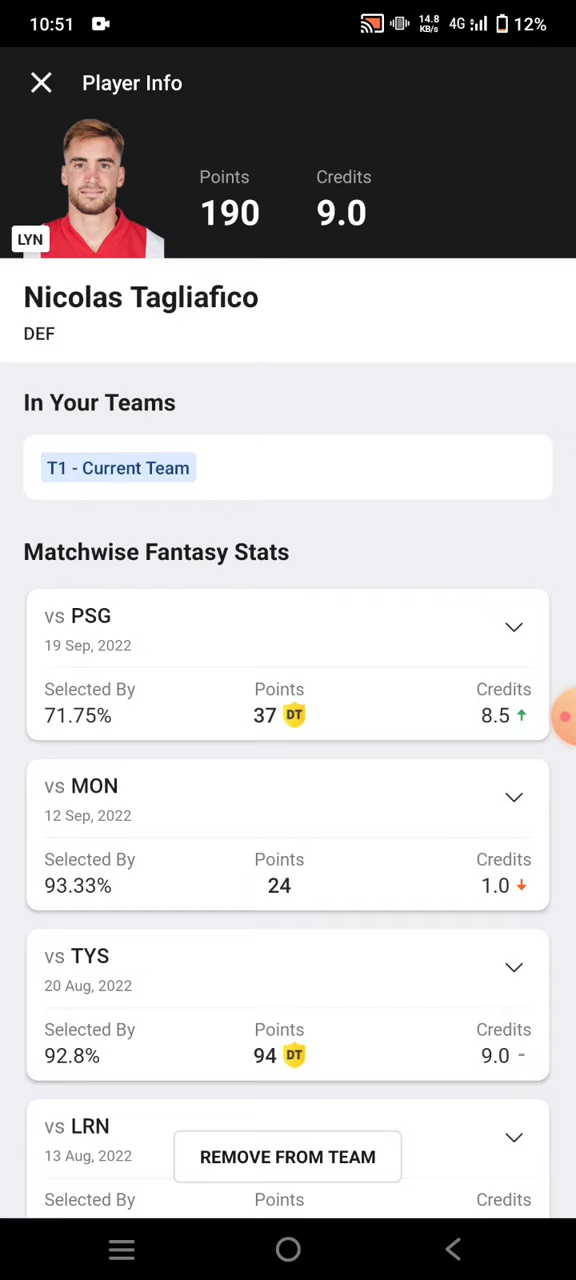 10:51 14.8 KB/s 4G 12%
Player Info
Points Credits
190 9.0
LYN
Nicolas Tagliafico
DEF
In Your Teams
T1 - Current Team
Matchwise Fantasy Stats
vs PSG
19 Sep, 2022
Selected By Points Credits
71.75% 37 DT 8.5
vs MON
12 Sep, 2022
Selected By Points Credits
93.33% 24 1.0
vs TYS
20 Aug, 2022
Selected By Points Credits
92.8% 94 DT 9.0 -
vs LRN
13 Aug, 2022
REMOVE FROM TEAM
Selected By Points Credits